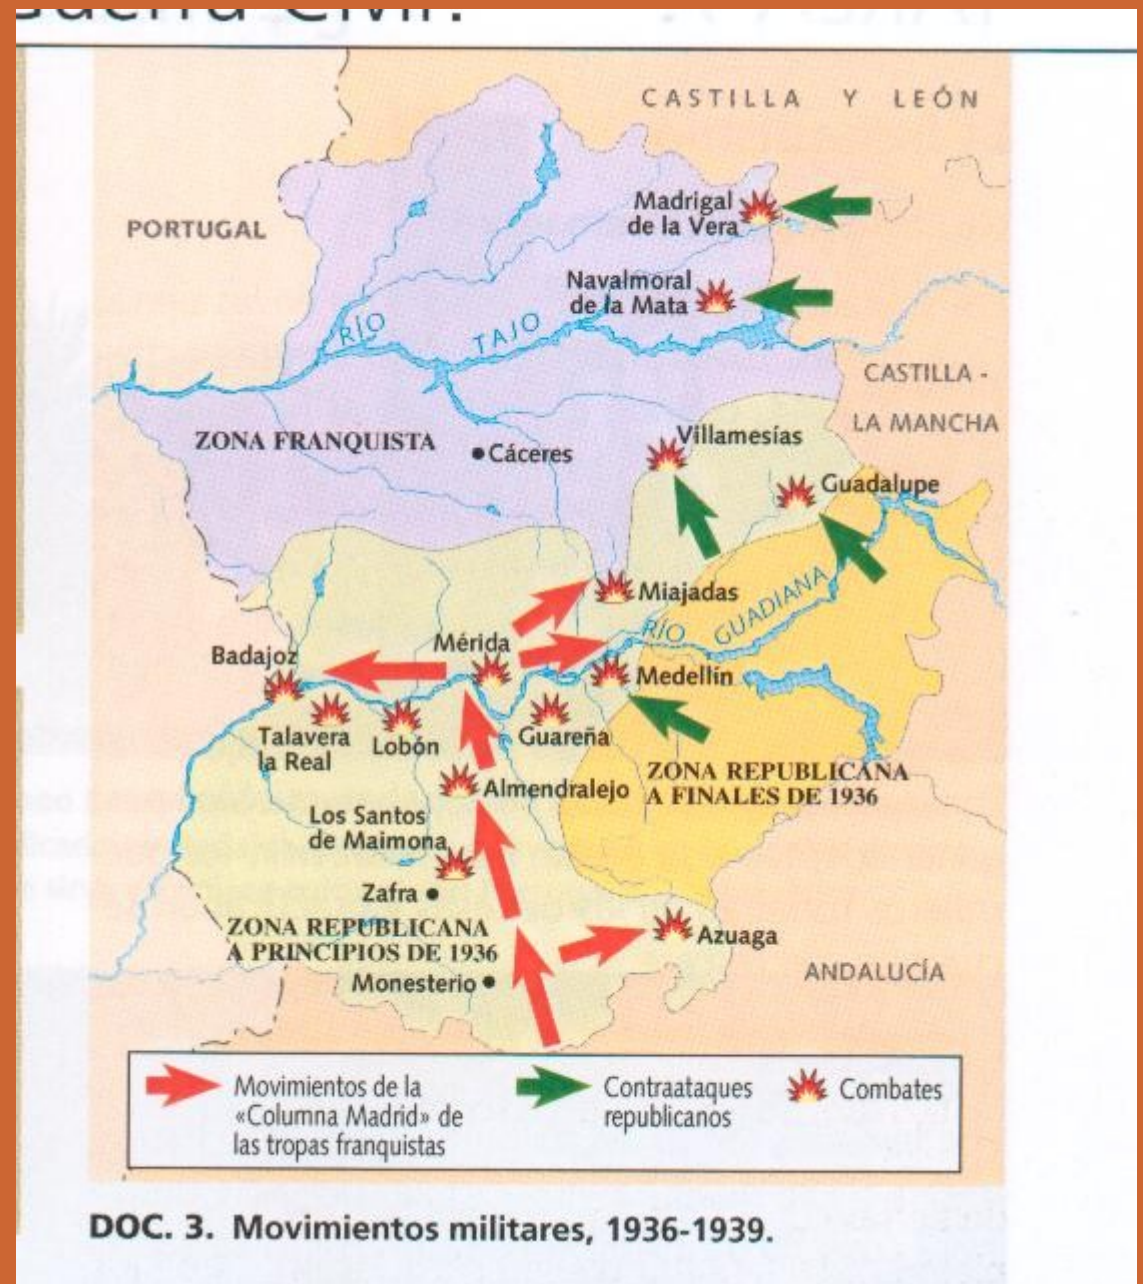 Guerra Civil.
CASTILLA Y LEÓN
PORTUGAL
Madrigal
de la Vera
Navalmoral
de la Mata
RÍO TAJO
CASTILLA -
LA MANCHA
ZONA FRANQUISTA
Cáceres
Villamesías
Guadalupe
Miajadas
RÍO GUADIANA
Mérida
Badajoz
Medellín
Talavera
la Real
Lobón
Guareña
ZONA REPUBLICANA
A FINALES DE 1936
Almendralejo
Los Santos
de Maimona
Zafra
ZONA REPUBLICANA
A PRINCIPIOS DE 1936
Azuaga
Monesterio
ANDALUCÍA
Movimientos de la
«Columna Madrid» de
las tropas franquistas
Contraataques
republicanos
Combates
DOC. 3. Movimientos militares, 1936-1939.